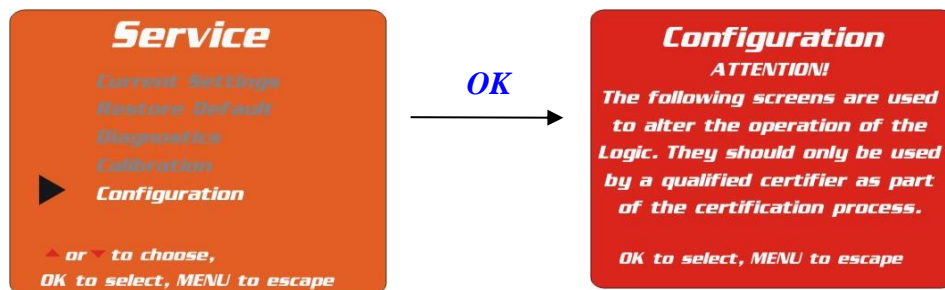 Service
Current Settings
Restore Default
Diagnostics
Calibration
Configuration
▲ or ▼ to choose,
OK to select, MENU to escape
OK
Configuration
ATTENTION!
The following screens are used
to alter the operation of the
Logic. They should only be used
by a qualified certifier as part
of the certification process.
OK to select, MENU to escape